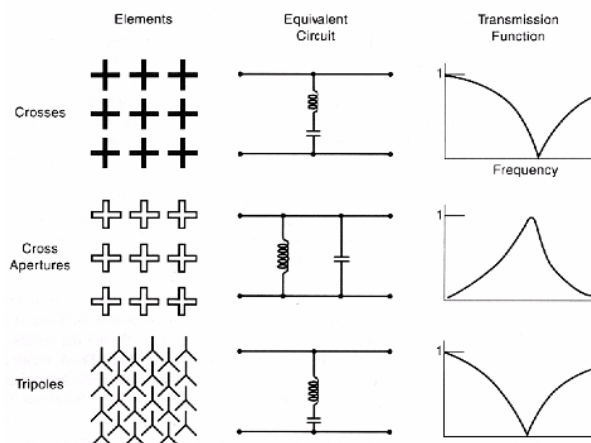 Elements
Equivalent
Circuit
Transmission
Function
Crosses
1
Frequency
Cross
Apertures
1
Tripoles
1